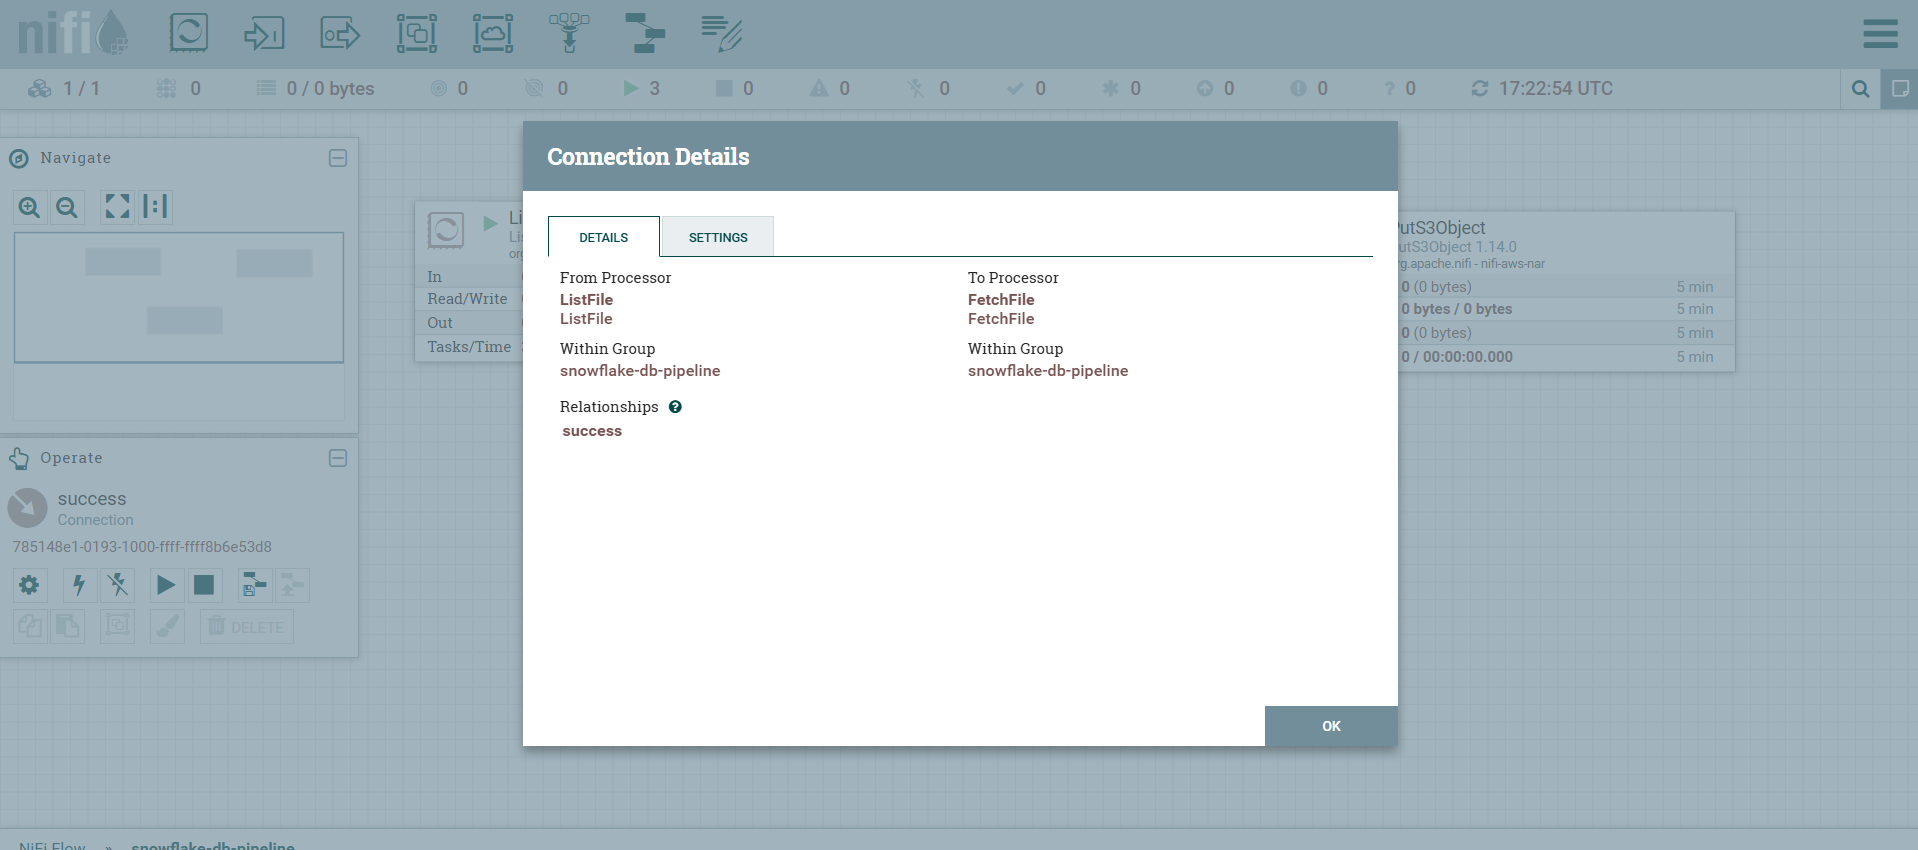 nifi
1 / 1 0 0 / 0 bytes 0 0 3 0 0 0 0 0 0 0 ? 0 17:22:54 UTC
Navigate
Operate
success
Connection
785148e1-0193-1000-ffff-ffff8b6e53d8
DELETE
Li
Li
org
In
Read/Write
Out
Tasks/Time
Connection Details
DETAILS SETTINGS
From Processor
ListFile
ListFile
Within Group
snowflake-db-pipeline
Relationships ?
success
To Processor
FetchFile
FetchFile
Within Group
snowflake-db-pipeline
OK
PutS3Object
PutS3Object 1.14.0
org.apache.nifi - nifi-aws-nar
0 (0 bytes) 5 min
0 bytes / 0 bytes 5 min
0 (0 bytes) 5 min
0 / 00:00:00.000 5 min
NiFi Flow » snowflake-db-pipeline